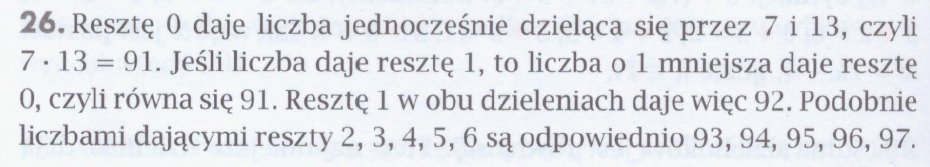 26. Resztę 0 daje liczba jednocześnie dzieląca się przez 7 i 13, czyli
7 · 13 = 91. Jeśli liczba daje resztę 1, to liczba o 1 mniejsza daje resztę
0, czyli równa się 91. Resztę 1 w obu dzieleniach daje więc 92. Podobnie
liczbami dającymi reszty 2, 3, 4, 5, 6 są odpowiednio 93, 94, 95, 96, 97.